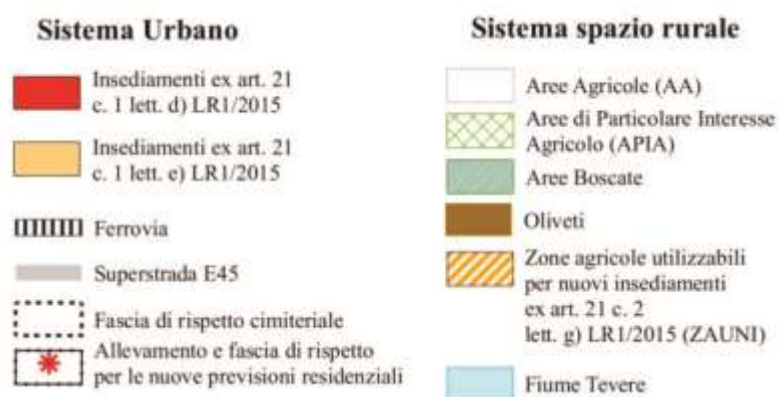 Sistema Urbano
Insediamenti ex art. 21
c. 1 lett. d) LR1/2015
Insediamenti ex art. 21
c. 1 lett. e) LR1/2015
Ferrovia
Superstrada E45
Fascia di rispetto cimiteriale
Allevamento e fascia di rispetto
per le nuove previsioni residenziali
Sistema spazio rurale
Aree Agricole (AA)
Aree di Particolare Interesse
Agricolo (APIA)
Aree Boscate
Oliveti
Zone agricole utilizzabili
per nuovi insediamenti
ex art. 21 c. 2
lett. g) LR1/2015 (ZAUNI)
Fiume Tevere